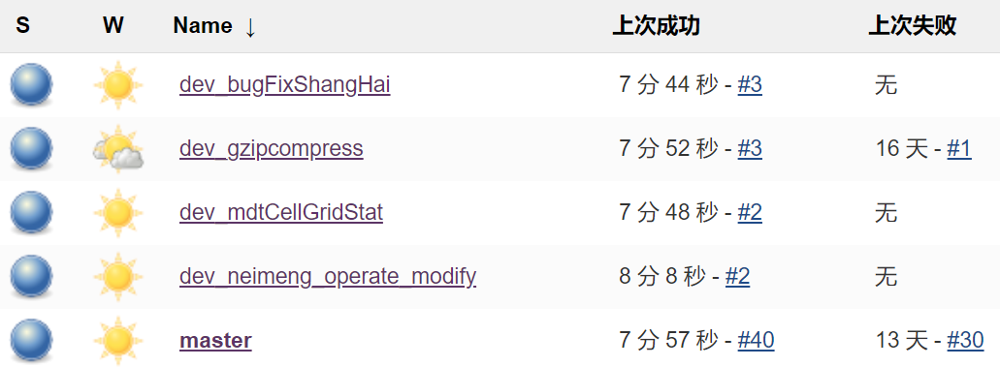 S W Name ↓ 上次成功 上次失败
dev_bugFixShangHai 7 分 44 秒 - #3 无
dev_gzipcompress 7 分 52 秒 - #3 16 天 - #1
dev_mdtCellGridStat 7 分 48 秒 - #2 无
dev_neimeng_operate_modify 8 分 8 秒 - #2 无
master 7 分 57 秒 - #40 13 天 - #30